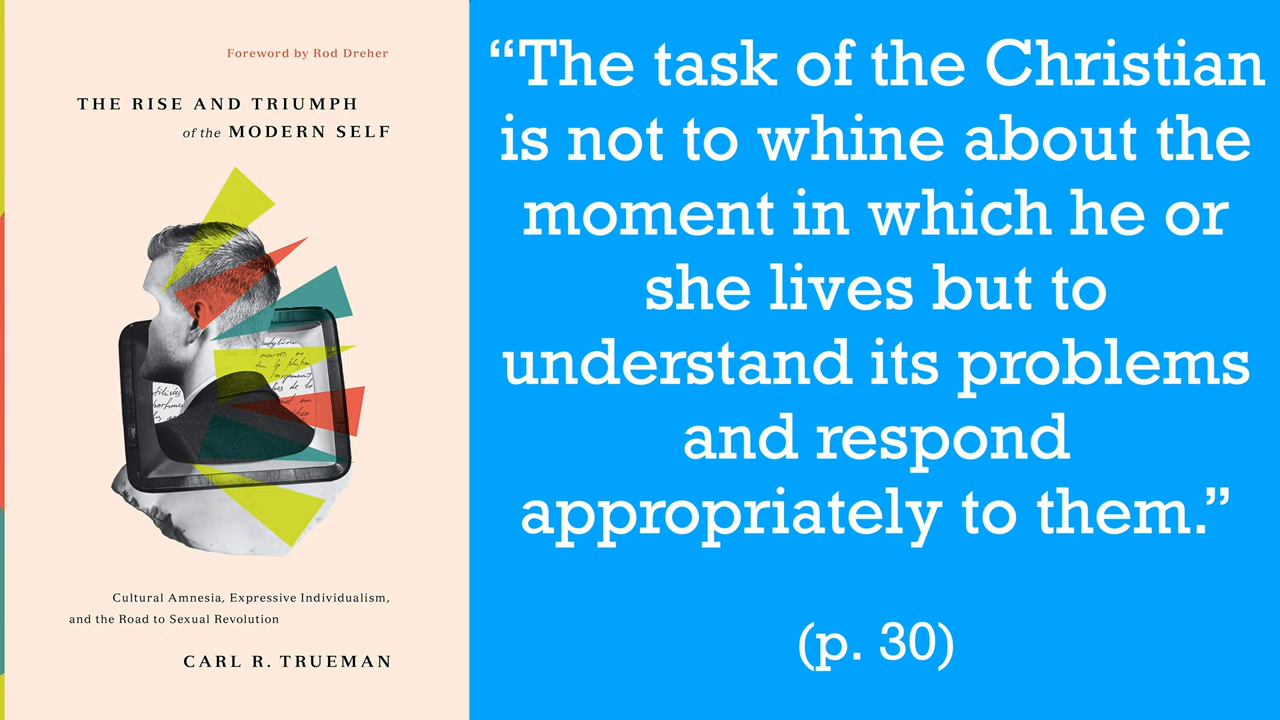 Foreword by Rod Dreher
THE RISE AND TRIUMPH
of the MODERN SELF
Cultural Amnesia, Expressive Individualism,
and the Road to Sexual Revolution
CARL R. TRUEMAN
“The task of the Christian
is not to whine about the
moment in which he or
she lives but to
understand its problems
and respond
appropriately to them.”
(p. 30)